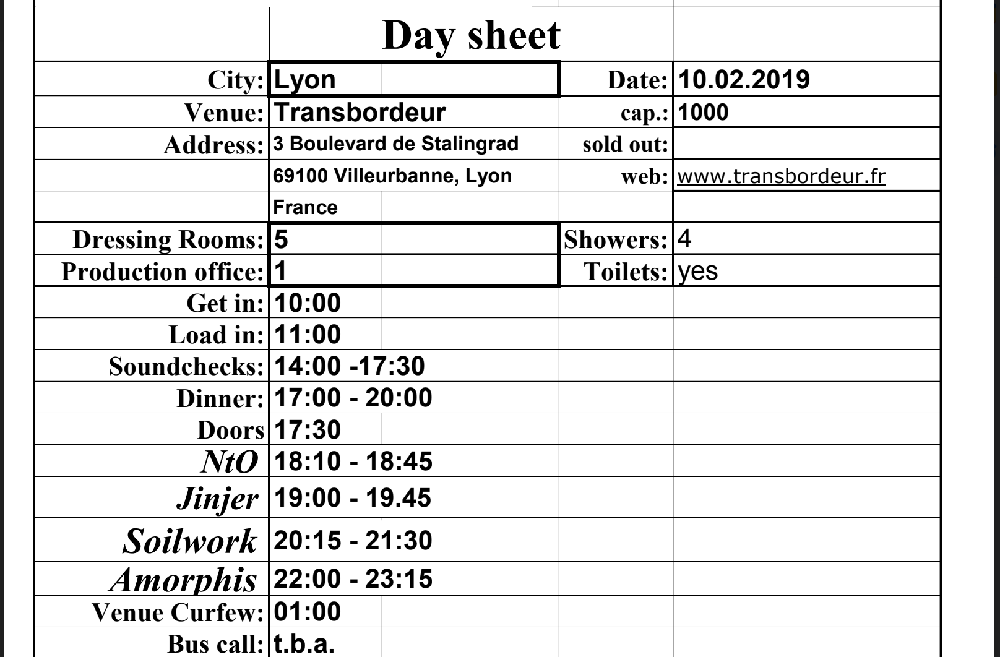 Day sheet
City: Lyon Date: 10.02.2019
Venue: Transbordeur cap.: 1000
Address: 3 Boulevard de Stalingrad sold out:
69100 Villeurbanne, Lyon web: www.transbordeur.fr
France
Dressing Rooms: 5 Showers: 4
Production office: 1 Toilets: yes
Get in: 10:00
Load in: 11:00
Soundchecks: 14:00 -17:30
Dinner: 17:00 - 20:00
Doors 17:30
NtO 18:10 - 18:45
Jinjer 19:00 - 19.45
Soilwork 20:15 - 21:30
Amorphis 22:00 - 23:15
Venue Curfew: 01:00
Bus call: t.b.a.